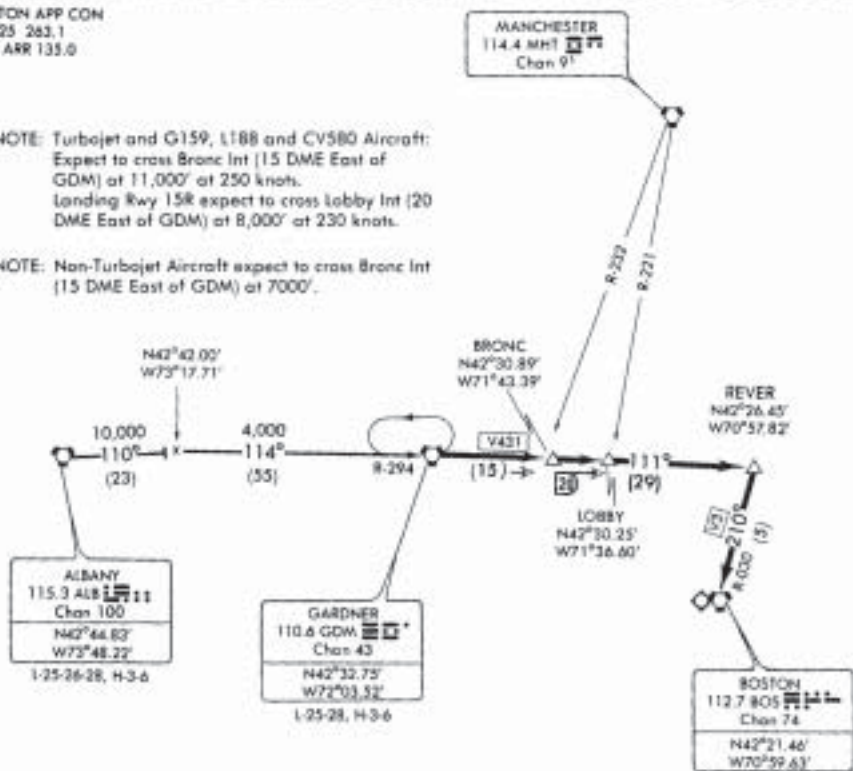 TON APP CON
25 263.1
ARR 135.0
MANCHESTER
114.4 MHT
Chan 91
NOTE: Turbojet and G159, L188 and CV580 Aircraft:
Expect to cross Bronc Int (15 DME East of
GDM) at 11,000' at 250 knots.
Landing Rwy 15R expect to cross Lobby Int (20
DME East of GDM) at 8,000' at 230 knots.
NOTE: Non-Turbojet Aircraft expect to cross Bronc Int
(15 DME East of GDM) at 7000'.
R-232
R-221
N42°42.00'
W73°17.71'
BRONC
N42°30.89'
W71°43.39'
REVER
N42°26.45'
W70°57.82'
10,000
110°
(23)
4,000
114°
(55)
R-294
V431
(15)
20
111°
(29)
LOBBY
N42°30.25'
W71°36.60'
V3
210°
(5)
R-030
ALBANY
115.3 ALB
Chan 100
N42°44.83'
W73°48.22'
L-25-26-28, H-3-6
GARDNER
110.6 GDM
Chan 43
N42°32.75'
W72°03.52'
L-25-28, H-3-6
BOSTON
112.7 BOS
Chan 74
N42°21.46'
W70°59.63'